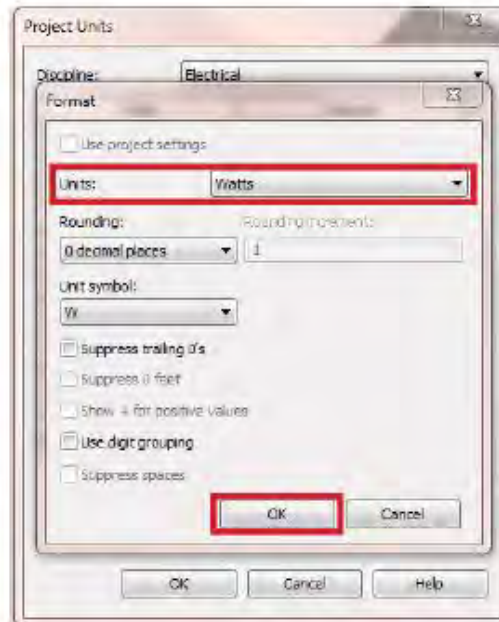 Project Units
Discipline: Electrical
Format
Use project settings
Units: Watts
Rounding: Rounding increment:
0 decimal places 1
Unit symbol:
W
Suppress trailing 0's
Suppress 0 feet
Show + for positive values
Use digit grouping
Suppress spaces
OK Cancel
OK Cancel Help